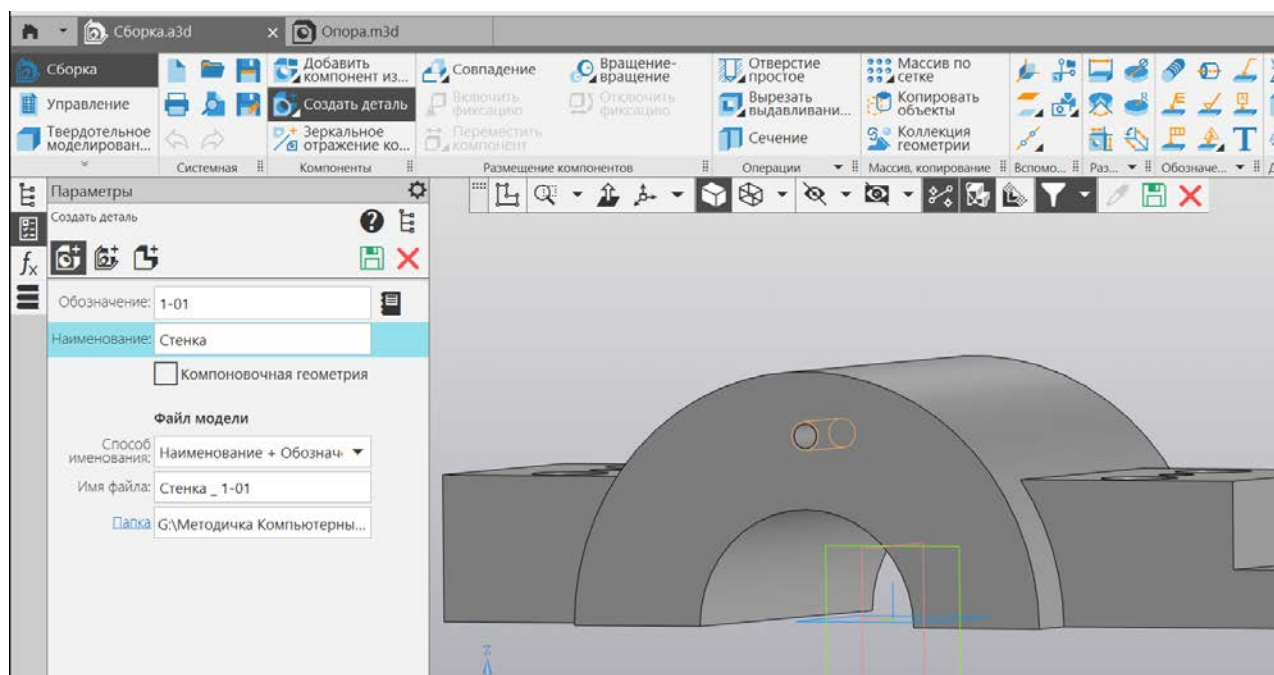 Сборка.a3d
Опора.m3d
Сборка
Добавить компонент из...
Совпадение
Вращение-вращение
Отверстие простое
Массив по сетке
Управление
Создать деталь
Включить фиксацию
Отключить фиксацию
Вырезать выдавливани...
Копировать объекты
Твердотельное моделирован...
Зеркальное отражение ко...
Переместить компонент
Сечение
Коллекция геометрии
Системная
Компоненты
Размещение компонентов
Операции
Массив, копирование
Вспомо...
Раз...
Обозначе...
Параметры
Создать деталь
Обозначение: 1-01
Наименование: Стенка
Компоновочная геометрия
Файл модели
Способ именования: Наименование + Обознач
Имя файла: Стенка _ 1-01
Папка G:\Методичка Компьютерны...
Z